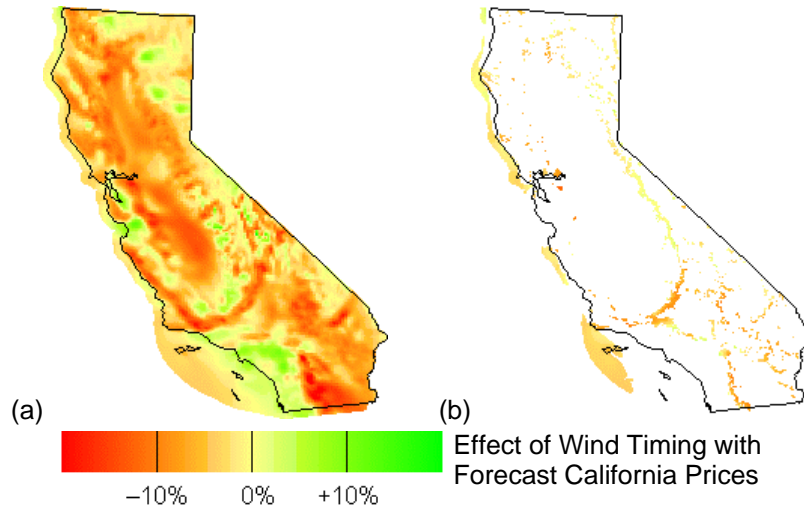 (a)
(b)
Effect of Wind Timing with
Forecast California Prices
–10%
0%
+10%